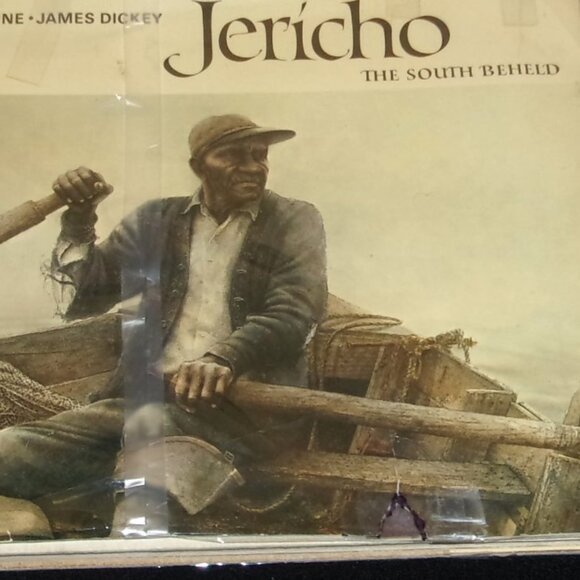 NE • JAMES DICKEY
Jericho
THE SOUTH BEHELD